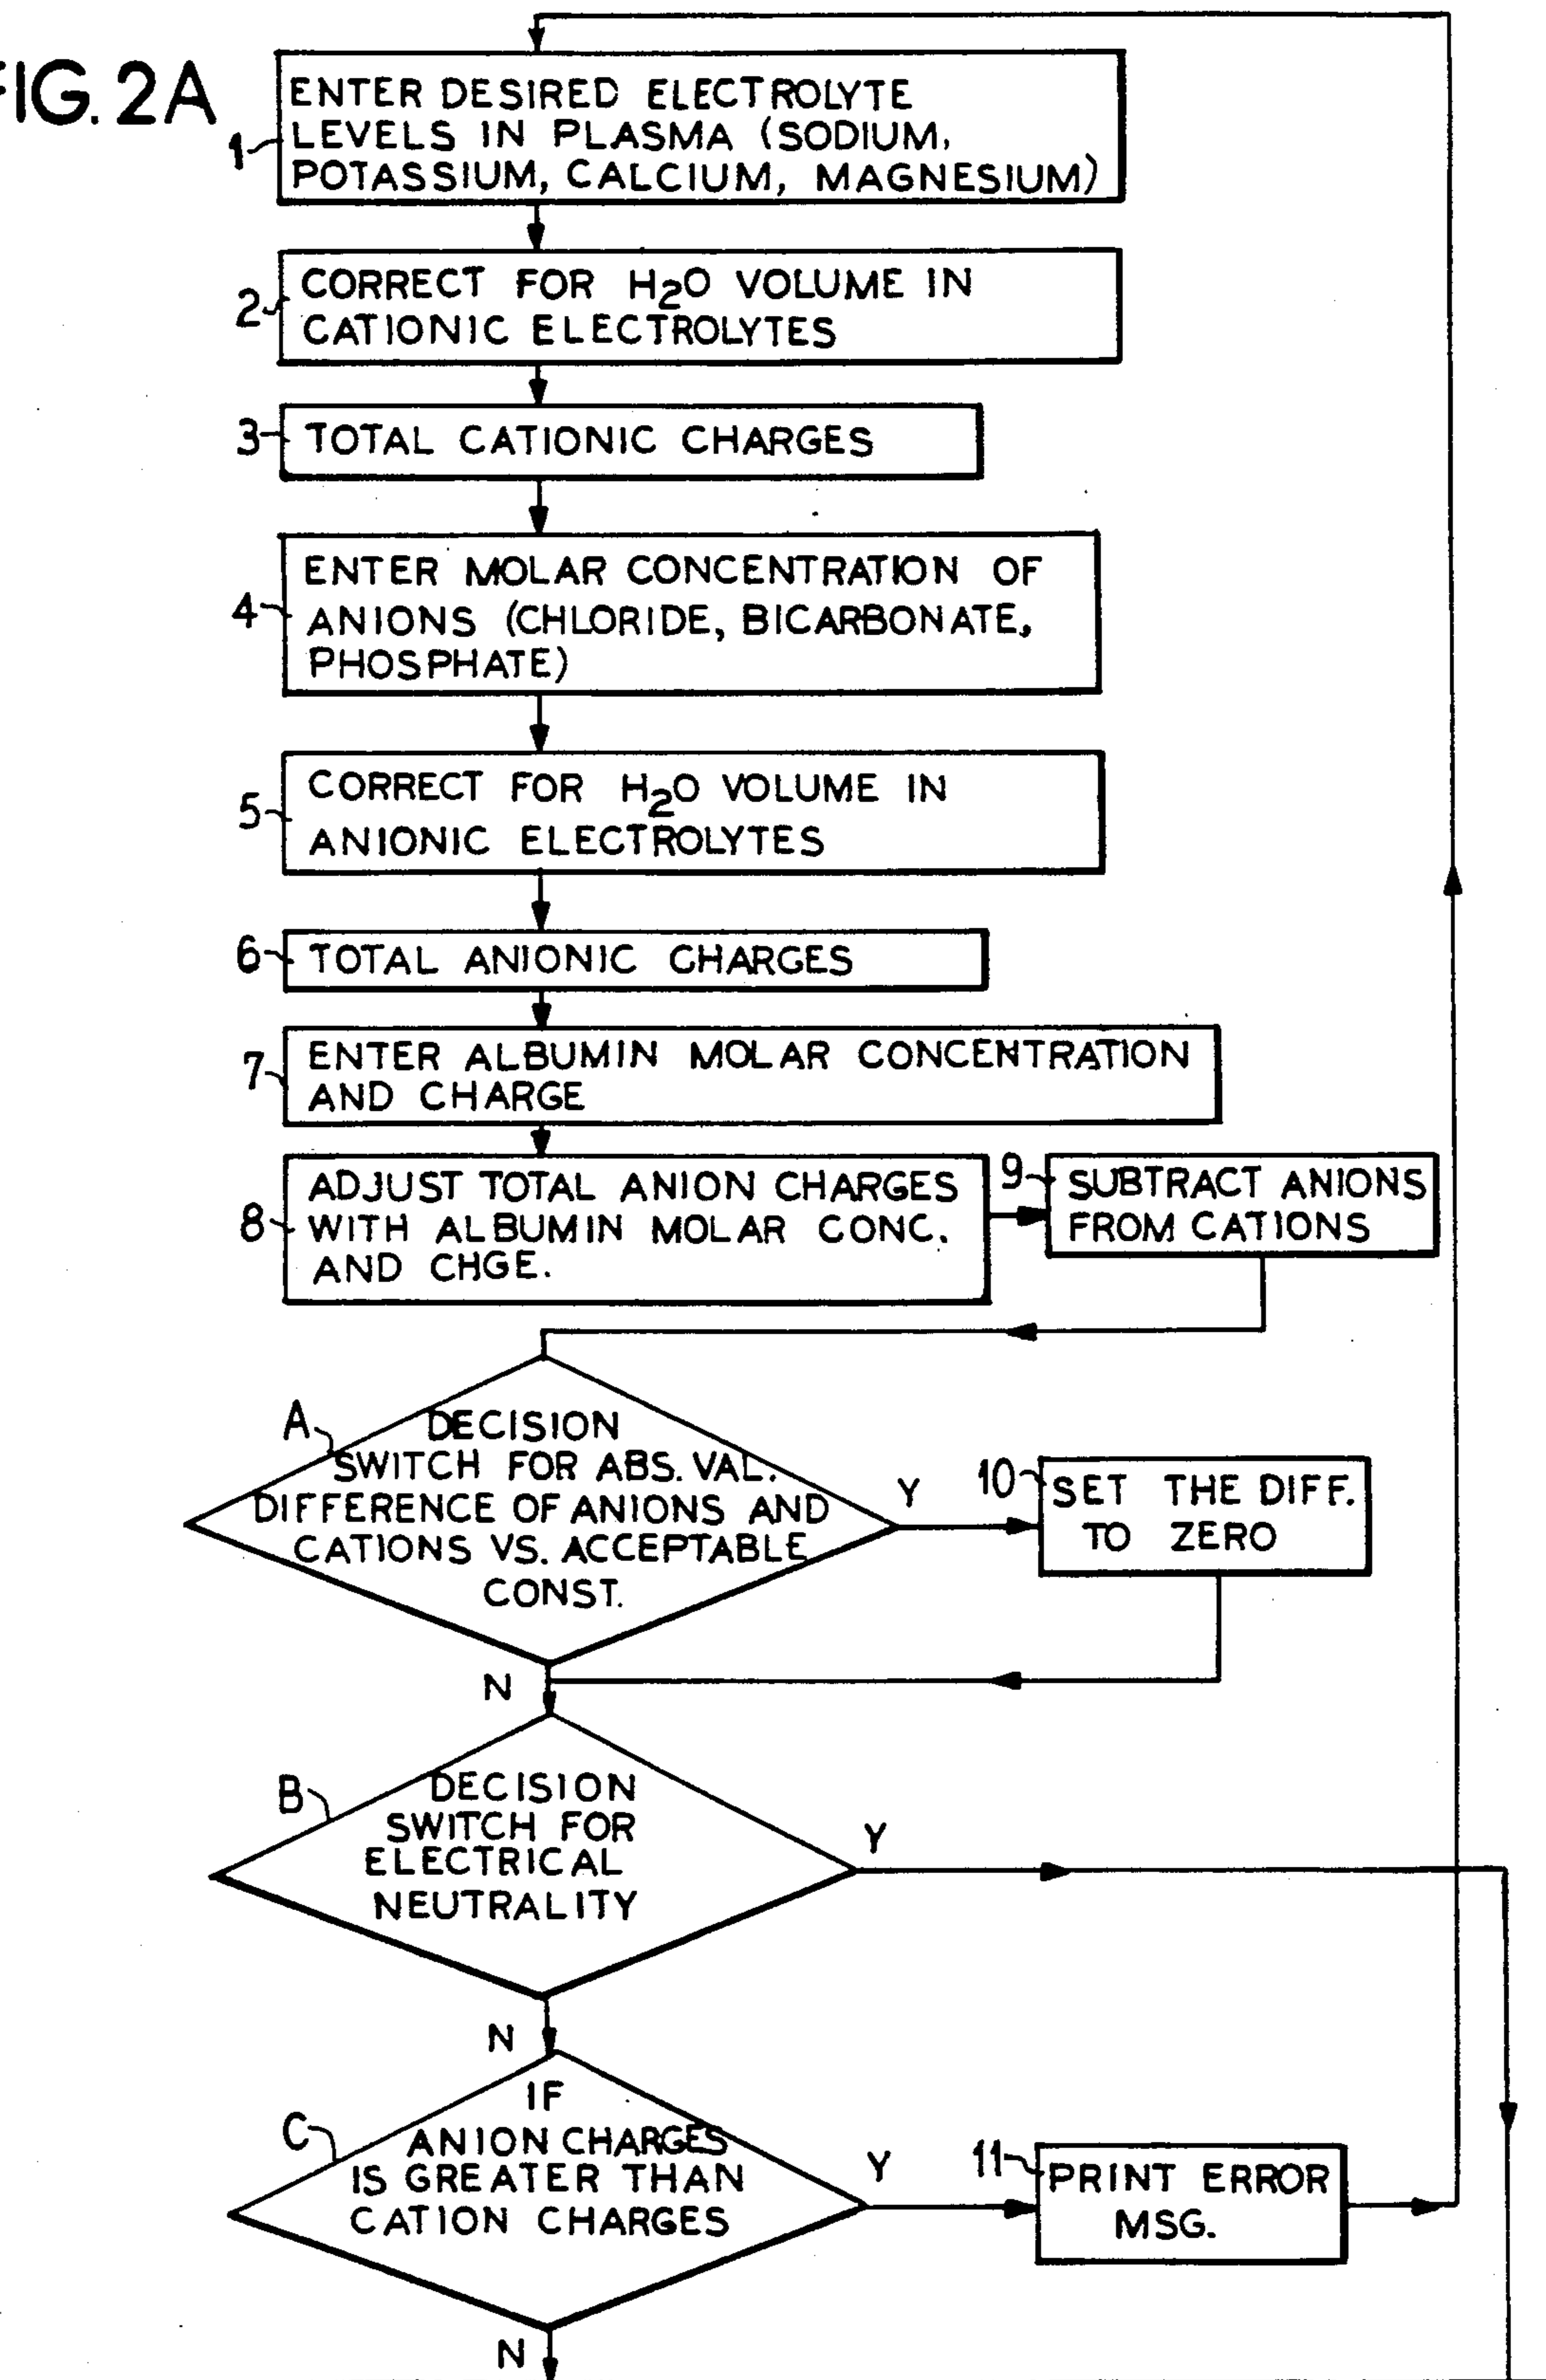 FIG. 2A
1
ENTER DESIRED ELECTROLYTE
LEVELS IN PLASMA (SODIUM,
POTASSIUM, CALCIUM, MAGNESIUM)
2
CORRECT FOR H2O VOLUME IN
CATIONIC ELECTROLYTES
3
TOTAL CATIONIC CHARGES
4
ENTER MOLAR CONCENTRATION OF
ANIONS (CHLORIDE, BICARBONATE,
PHOSPHATE)
5
CORRECT FOR H2O VOLUME IN
ANIONIC ELECTROLYTES
6
TOTAL ANIONIC CHARGES
7
ENTER ALBUMIN MOLAR CONCENTRATION
AND CHARGE
8
ADJUST TOTAL ANION CHARGES
WITH ALBUMIN MOLAR CONC.
AND CHGE.
9
SUBTRACT ANIONS
FROM CATIONS
A
DECISION
SWITCH FOR ABS. VAL.
DIFFERENCE OF ANIONS AND
CATIONS VS. ACCEPTABLE
CONST.
Y
10
SET THE DIFF.
TO ZERO
N
B
DECISION
SWITCH FOR
ELECTRICAL
NEUTRALITY
Y
N
C
IF
ANION CHARGES
IS GREATER THAN
CATION CHARGES
Y
11
PRINT ERROR
MSG.
N